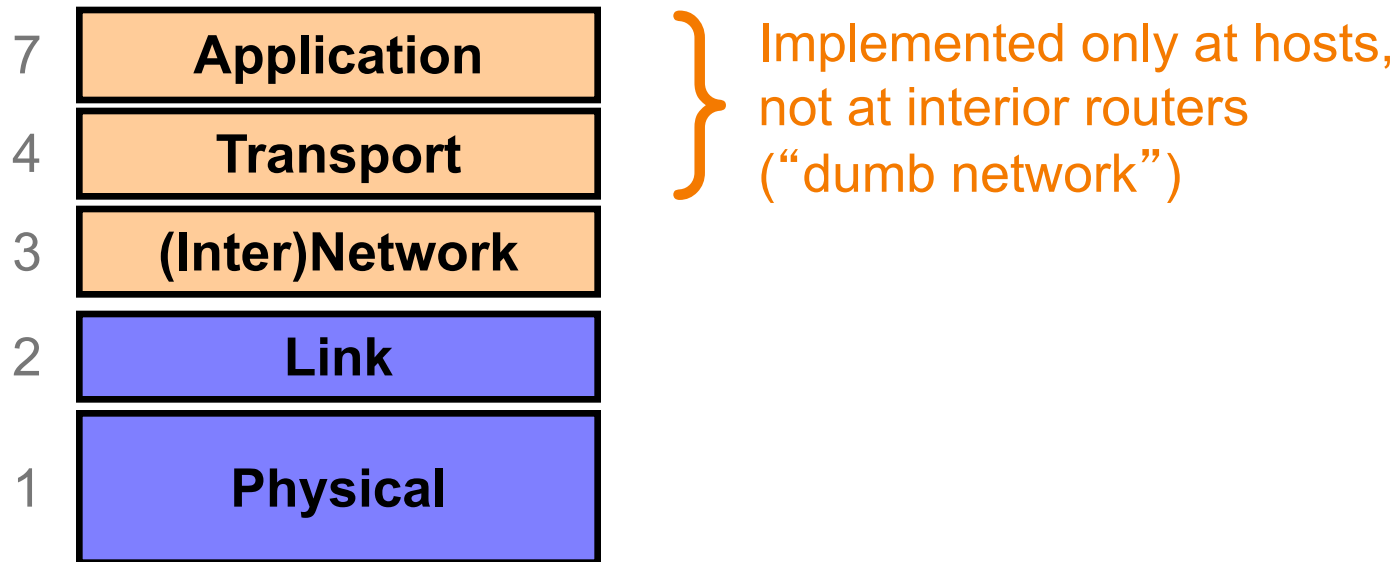 7 Application
4 Transport
3 (Inter)Network
2 Link
1 Physical
Implemented only at hosts,
not at interior routers
(“dumb network”)